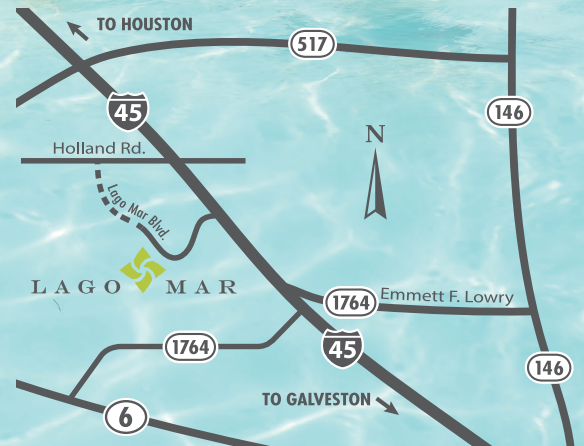 TO HOUSTON
517
45
146
N
Holland Rd.
Lago Mar Blvd.
LAGO MAR
1764
Emmett F. Lowry
1764
45
146
TO GALVESTON
6